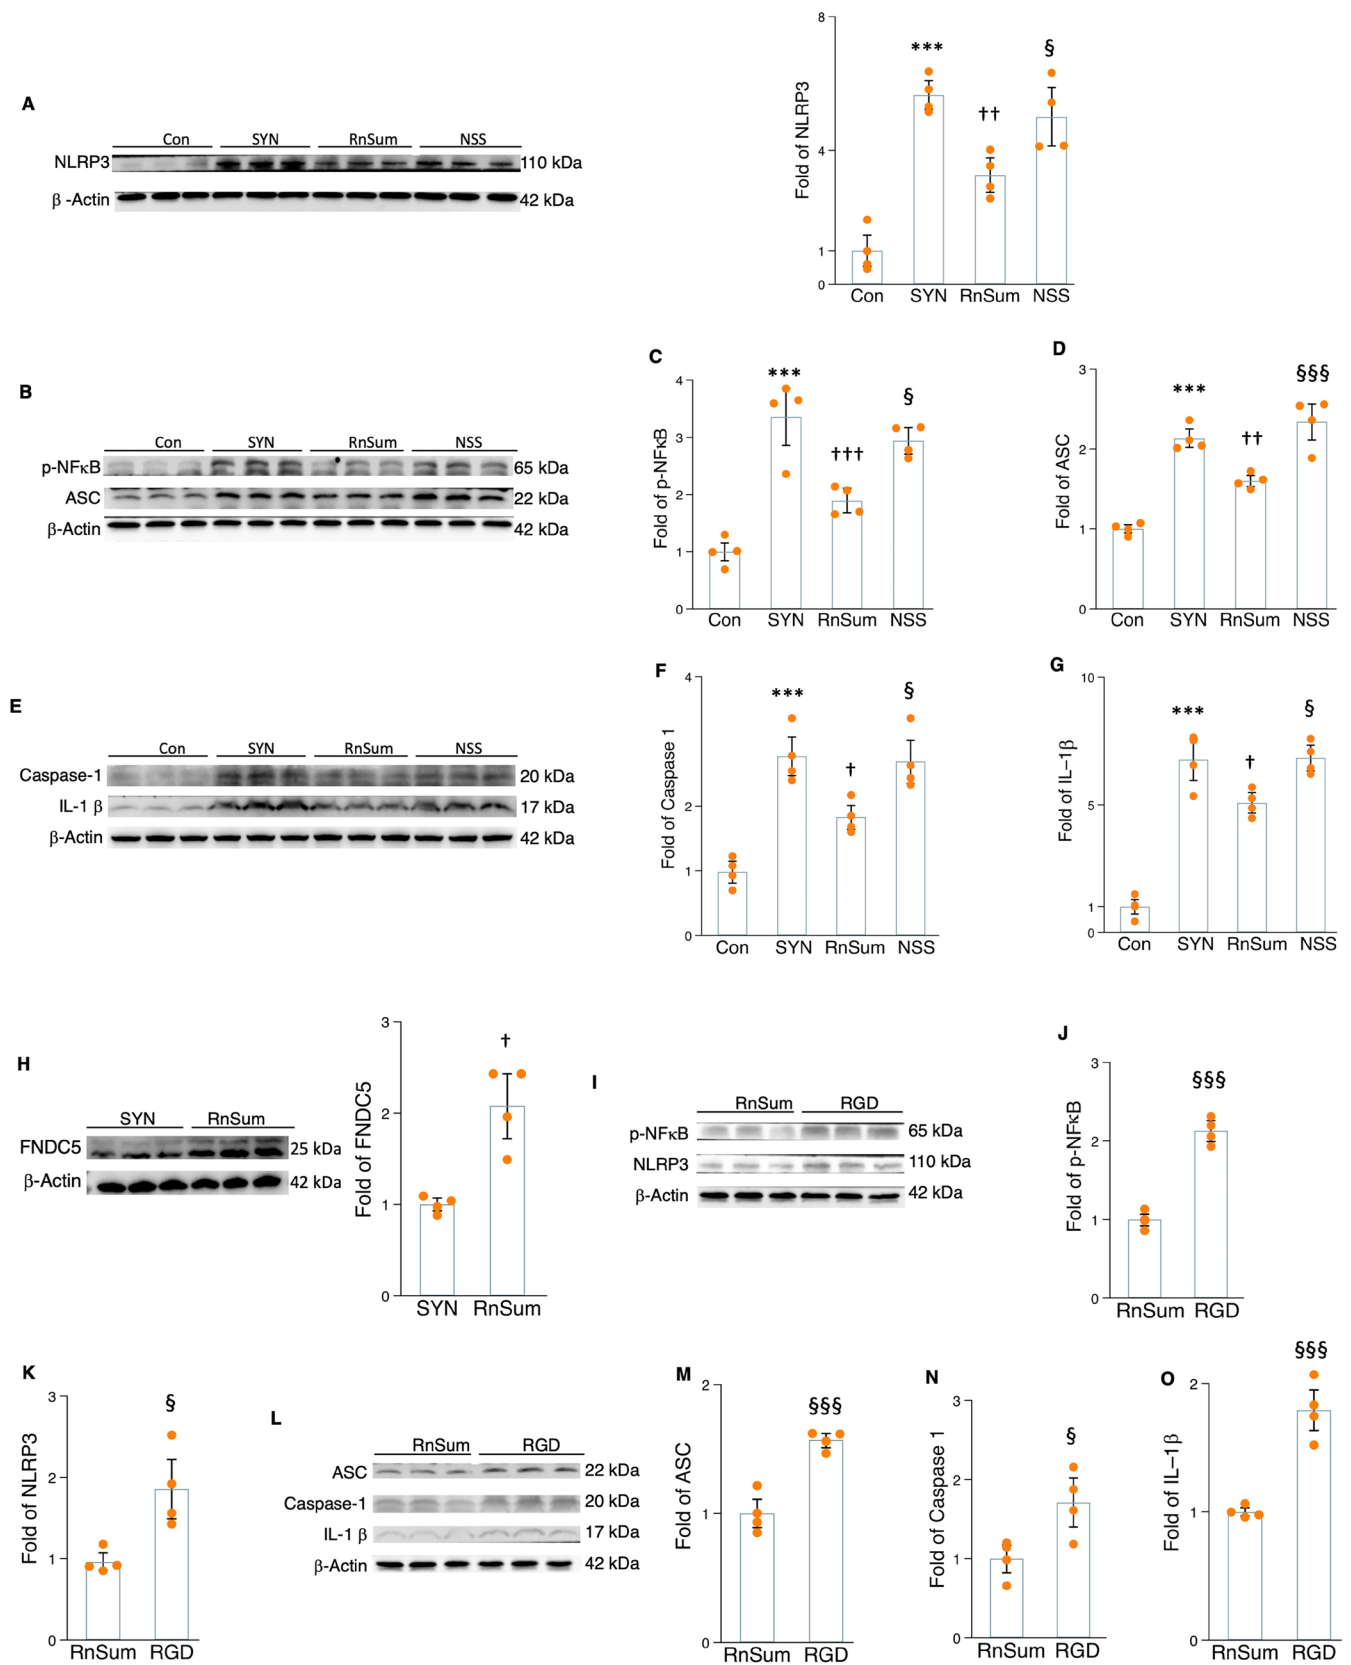 A
Con SYN RnSum NSS
NLRP3 110 kDa
β -Actin 42 kDa
Fold of NLRP3
8
4
1
0
*** †† §
Con SYN RnSum NSS
B
Con SYN RnSum NSS
p-NFκB 65 kDa
ASC 22 kDa
β-Actin 42 kDa
C
Fold of p-NFκB
4
3
2
1
0
*** ††† §
Con SYN RnSum NSS
D
Fold of ASC
3
2
1
0
*** †† §§§
Con SYN RnSum NSS
E
Con SYN RnSum NSS
Caspase-1 20 kDa
IL-1 β 17 kDa
β-Actin 42 kDa
F
Fold of Caspase 1
4
2
1
0
*** † §
Con SYN RnSum NSS
G
Fold of IL–1β
10
5
1
0
*** † §
Con SYN RnSum NSS
H
SYN RnSum
FNDC5 25 kDa
β-Actin 42 kDa
Fold of FNDC5
3
2
1
0
†
SYN RnSum
I
RnSum RGD
p-NFκB 65 kDa
NLRP3 110 kDa
β-Actin 42 kDa
J
Fold of p-NFκB
3
2
1
0
§§§
RnSum RGD
K
Fold of NLRP3
3
2
1
0
§
RnSum RGD
L
RnSum RGD
ASC 22 kDa
Caspase-1 20 kDa
IL-1 β 17 kDa
β-Actin 42 kDa
M
Fold of ASC
2
1
0
§§§
RnSum RGD
N
Fold of Caspase 1
3
2
1
0
§
RnSum RGD
O
Fold of IL–1β
2
1
0
§§§
RnSum RGD